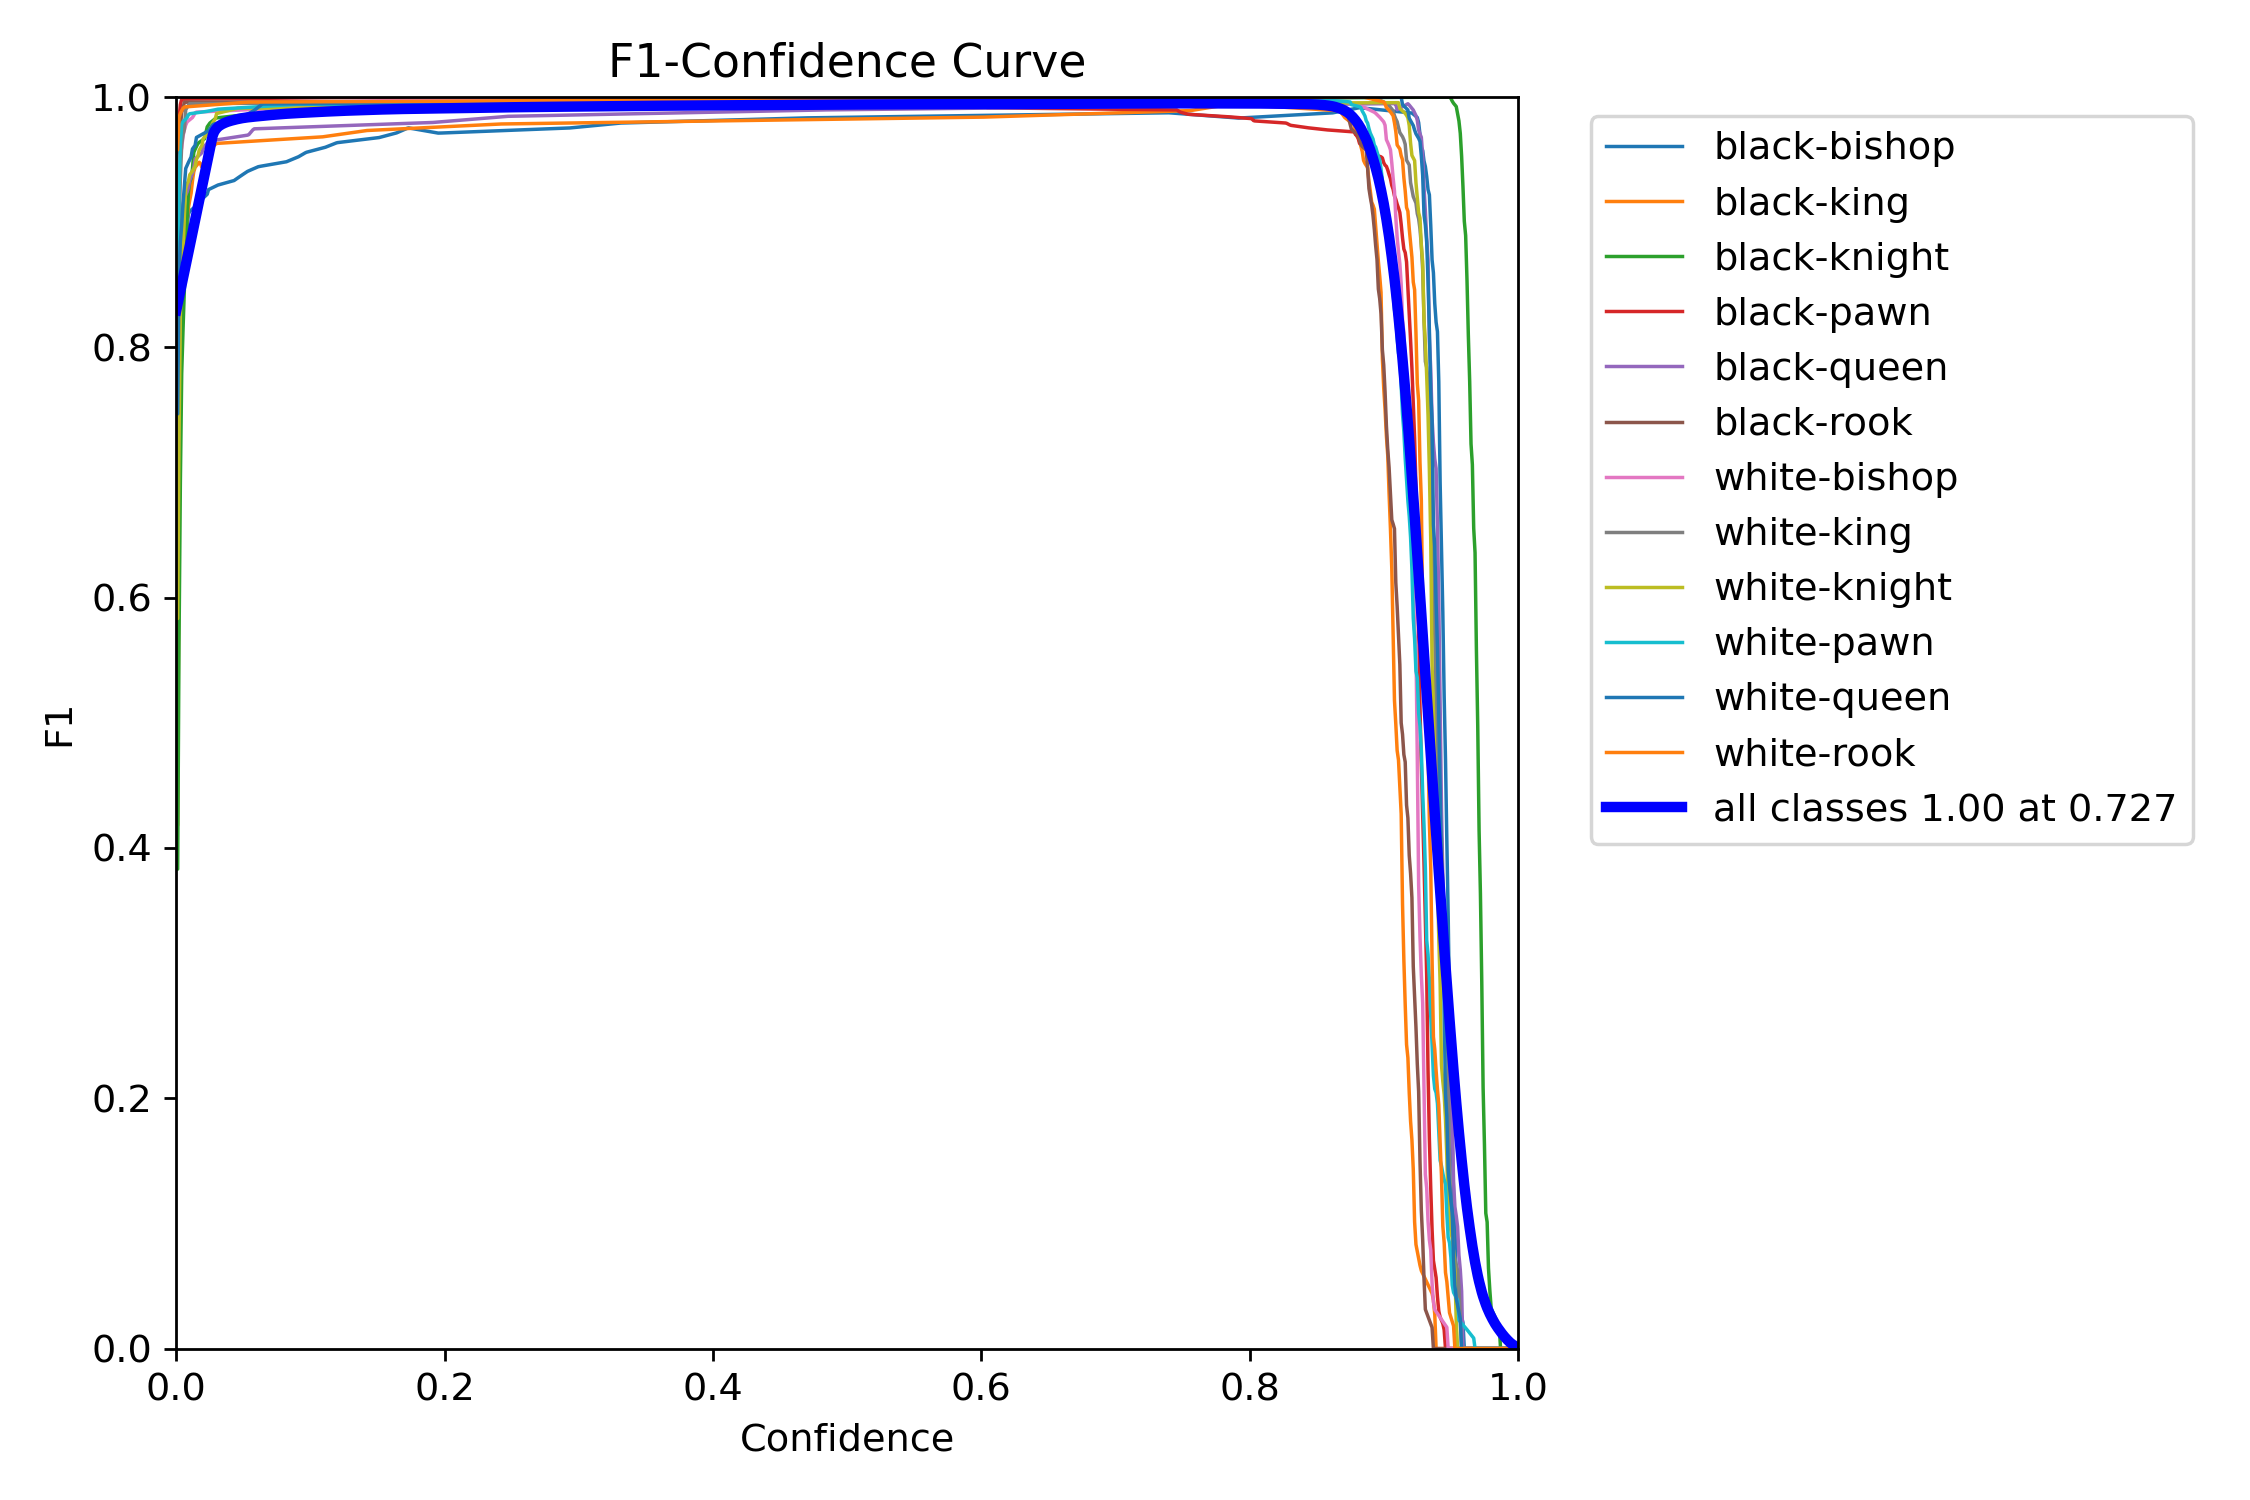 F1-Confidence Curve
1.0
0.8
0.6
0.4
0.2
0.0
F1
0.0 0.2 0.4 0.6 0.8 1.0
Confidence
black-bishop
black-king
black-knight
black-pawn
black-queen
black-rook
white-bishop
white-king
white-knight
white-pawn
white-queen
white-rook
all classes 1.00 at 0.727